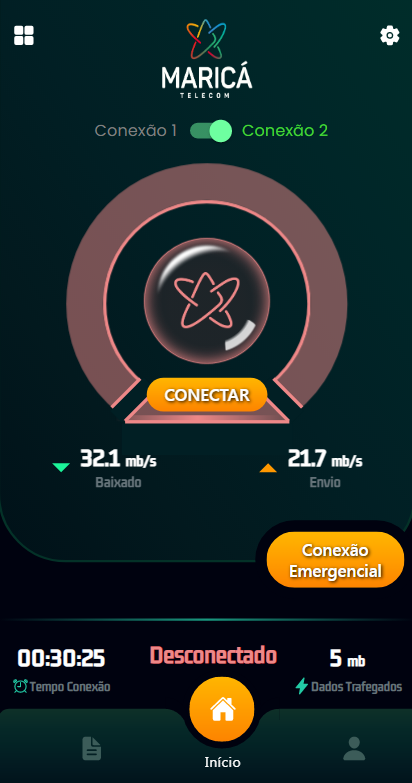 MARICÁ
TELECOM
Conexão 1 Conexão 2
CONECTAR
32.1 mb/s 21.7 mb/s
Baixado Envio
Conexão
Emergencial
00:30:25 Desconectado 5 mb
Tempo Conexão Dados Trafegados
Início